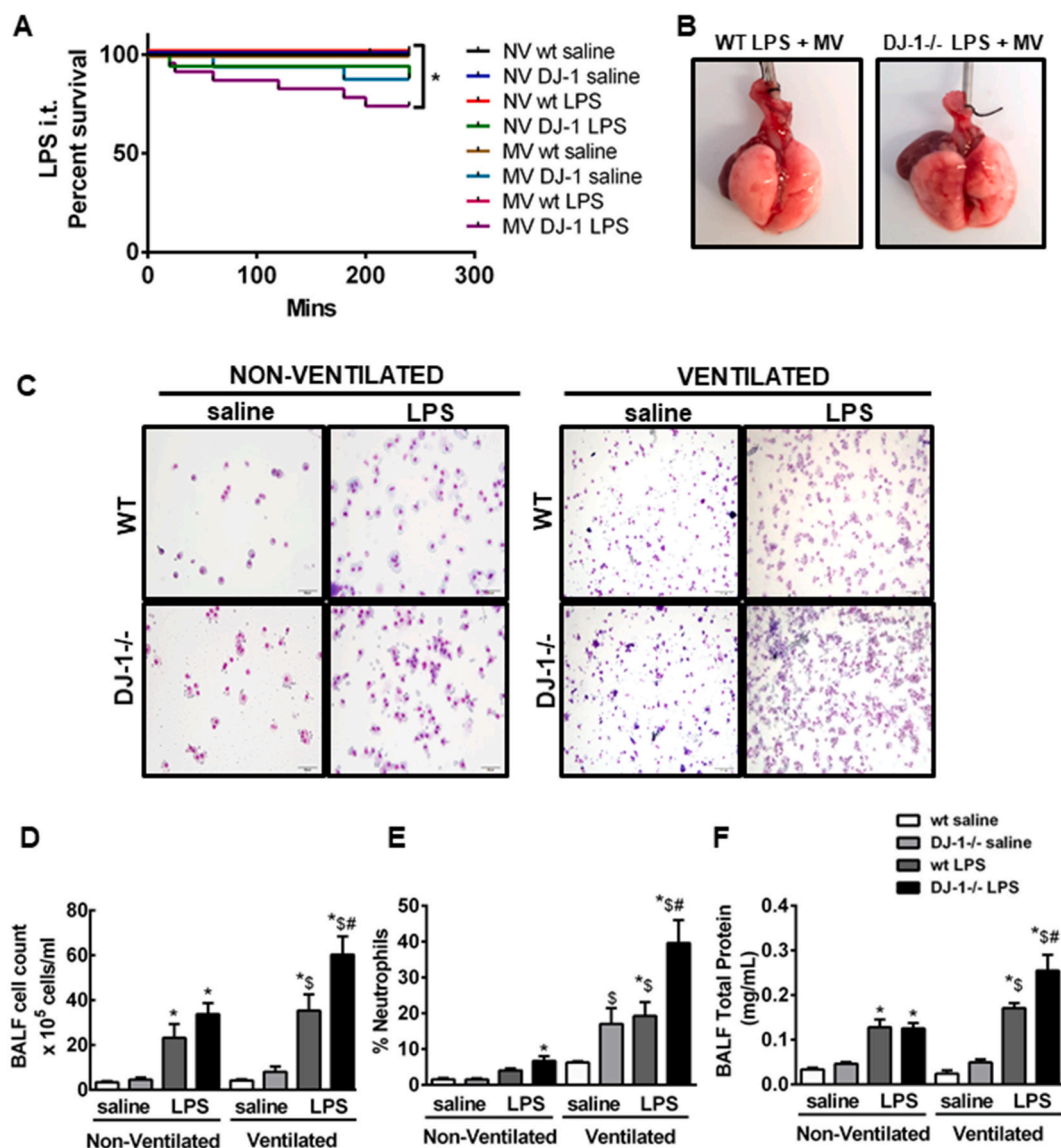 A
LPS i.t.
Percent survival
100
50
0
0 100 200 300
Mins
*
NV wt saline
NV DJ-1 saline
NV wt LPS
NV DJ-1 LPS
MV wt saline
MV DJ-1 saline
MV wt LPS
MV DJ-1 LPS
B
WT LPS + MV DJ-1-/- LPS + MV
C
NON-VENTILATED VENTILATED
saline LPS saline LPS
WT WT
DJ-1-/- DJ-1-/-
wt saline
DJ-1-/- saline
wt LPS
DJ-1-/- LPS
D
BALF cell count
x 10⁵ cells/ml
80
60
40
20
0
* * *$ *$#
saline LPS saline LPS
Non-Ventilated Ventilated
E
% Neutrophils
50
40
30
20
10
0
* $ *$ *$#
saline LPS saline LPS
Non-Ventilated Ventilated
F
BALF Total Protein
(mg/mL)
0.4
0.3
0.2
0.1
0.0
* * *$ *$#
saline LPS saline LPS
Non-Ventilated Ventilated